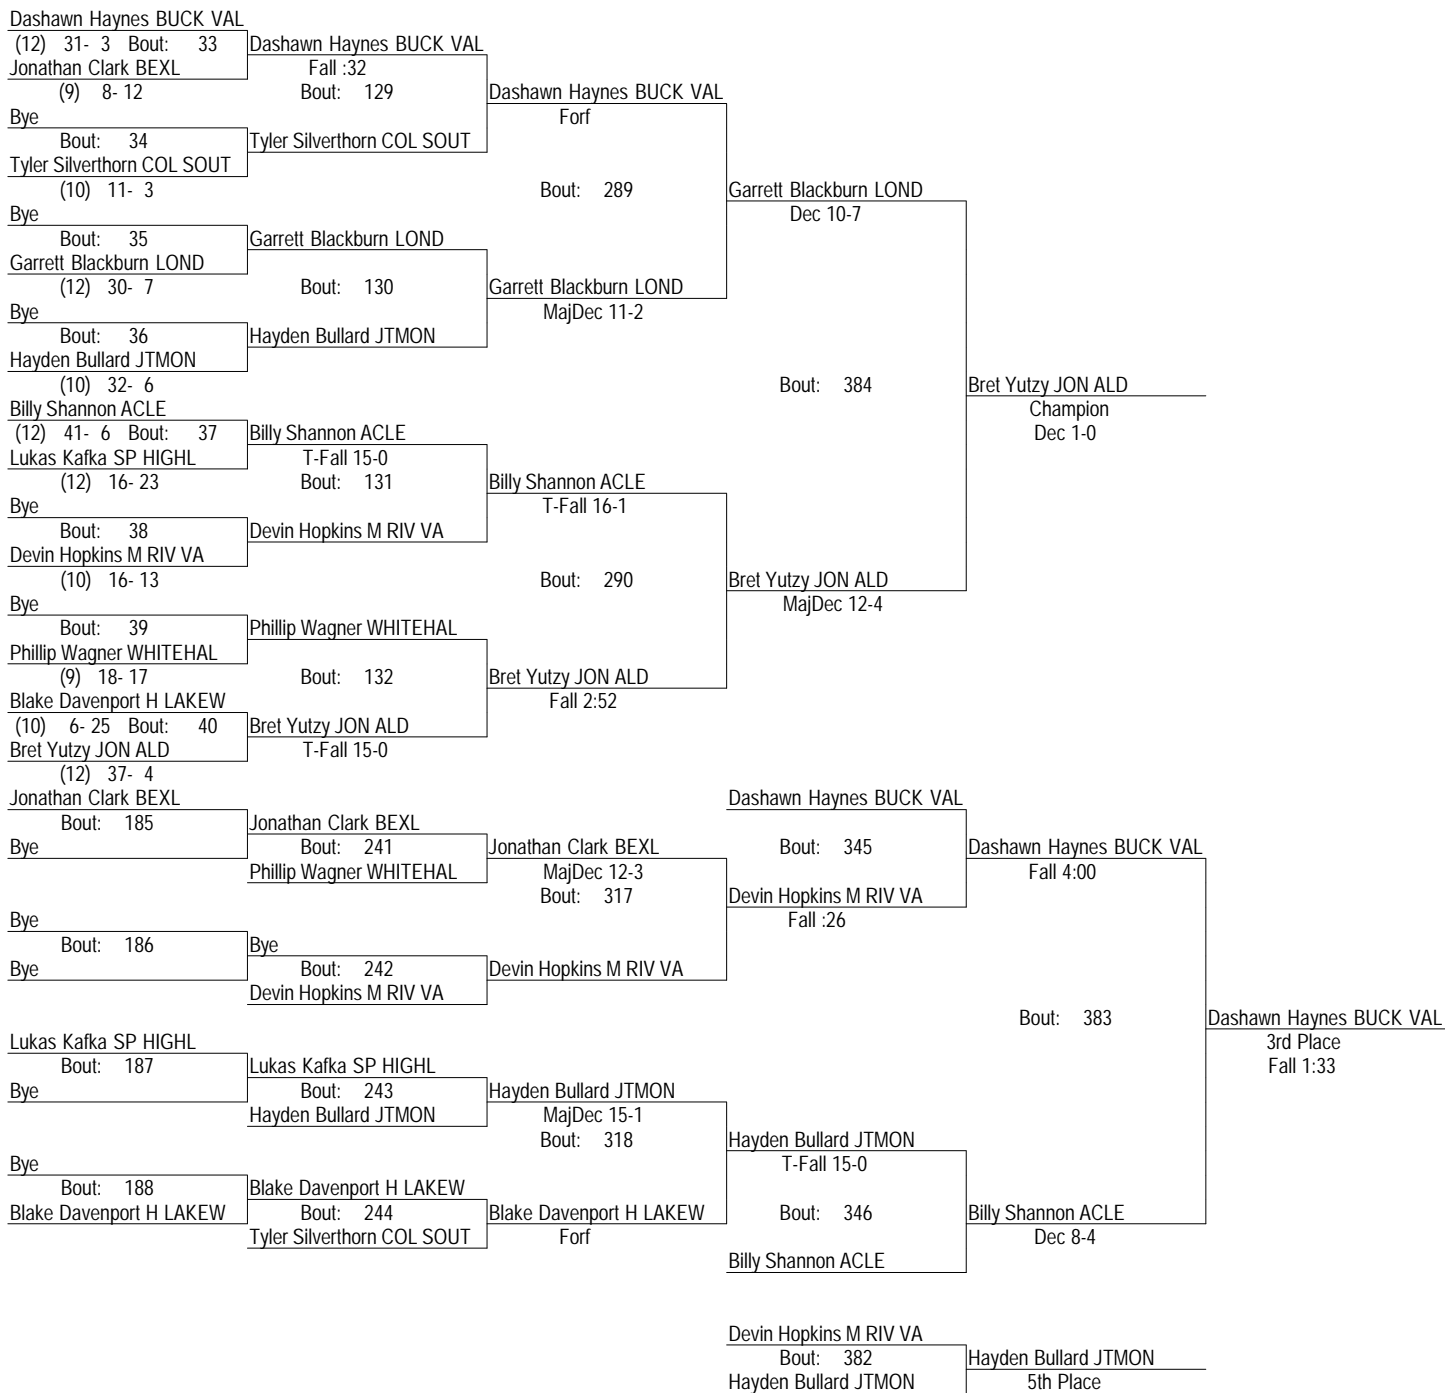 Dashawn Haynes BUCK VAL
(12) 31- 3 Bout: 33 Dashawn Haynes BUCK VAL
Jonathan Clark BEXL Fall :32
(9) 8- 12 Bout: 129 Dashawn Haynes BUCK VAL
Bye Forf
Bout: 34 Tyler Silverthorn COL SOUT
Tyler Silverthorn COL SOUT
(10) 11- 3 Bout: 289 Garrett Blackburn LOND
Bye Dec 10-7
Bout: 35 Garrett Blackburn LOND
Garrett Blackburn LOND
(12) 30- 7 Bout: 130 Garrett Blackburn LOND
Bye MajDec 11-2
Bout: 36 Hayden Bullard JTMON
Hayden Bullard JTMON
(10) 32- 6 Bout: 384 Bret Yutzy JON ALD
Billy Shannon ACLE Champion
(12) 41- 6 Bout: 37 Billy Shannon ACLE Dec 1-0
Lukas Kafka SP HIGHL T-Fall 15-0
(12) 16- 23 Bout: 131 Billy Shannon ACLE
Bye T-Fall 16-1
Bout: 38 Devin Hopkins M RIV VA
Devin Hopkins M RIV VA
(10) 16- 13 Bout: 290 Bret Yutzy JON ALD
Bye MajDec 12-4
Bout: 39 Phillip Wagner WHITEHAL
Phillip Wagner WHITEHAL
(9) 18- 17 Bout: 132 Bret Yutzy JON ALD
Blake Davenport H LAKEW Fall 2:52
(10) 6- 25 Bout: 40 Bret Yutzy JON ALD
Bret Yutzy JON ALD T-Fall 15-0
(12) 37- 4
Jonathan Clark BEXL Dashawn Haynes BUCK VAL
Bout: 185 Jonathan Clark BEXL
Bye Bout: 241 Jonathan Clark BEXL Bout: 345 Dashawn Haynes BUCK VAL
Phillip Wagner WHITEHAL MajDec 12-3 Fall 4:00
Bout: 317 Devin Hopkins M RIV VA
Bye Fall :26
Bout: 186 Bye
Bye Bout: 242 Devin Hopkins M RIV VA
Devin Hopkins M RIV VA
Bout: 383 Dashawn Haynes BUCK VAL
Lukas Kafka SP HIGHL 3rd Place
Bout: 187 Lukas Kafka SP HIGHL Fall 1:33
Bye Bout: 243 Hayden Bullard JTMON
Hayden Bullard JTMON MajDec 15-1
Bout: 318 Hayden Bullard JTMON
Bye T-Fall 15-0
Bout: 188 Blake Davenport H LAKEW
Blake Davenport H LAKEW Bout: 244 Blake Davenport H LAKEW Bout: 346 Billy Shannon ACLE
Tyler Silverthorn COL SOUT Forf Dec 8-4
Billy Shannon ACLE
Devin Hopkins M RIV VA
Bout: 382 Hayden Bullard JTMON
Hayden Bullard JTMON 5th Place